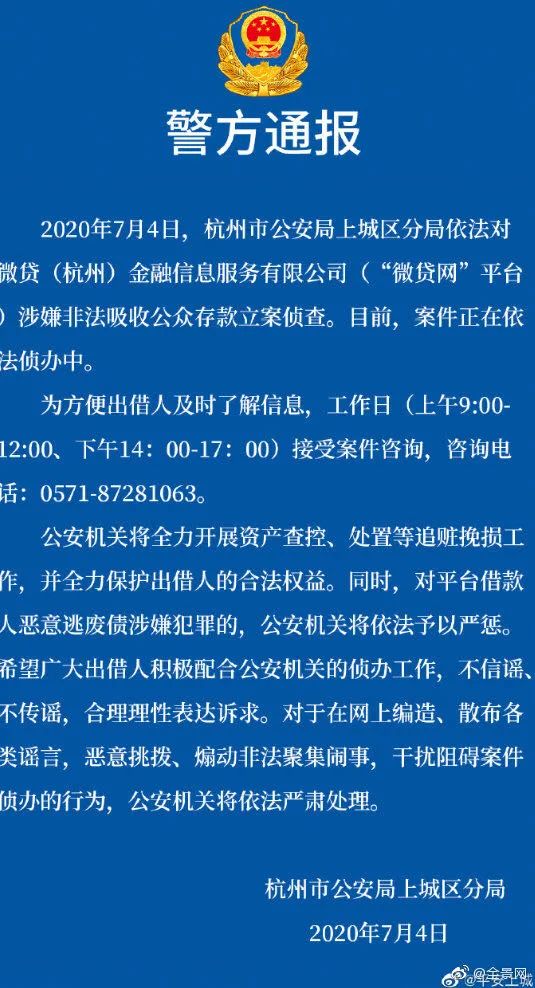 警方通报
2020年7月4日，杭州市公安局上城区分局依法对
微贷（杭州）金融信息服务有限公司（“微贷网”平台
）涉嫌非法吸收公众存款立案侦查。目前，案件正在依
法侦办中。
为方便出借人及时了解信息，工作日（上午9:00-
12:00、下午14：00-17：00）接受案件咨询，咨询电
话：0571-87281063。
公安机关将全力开展资产查控、处置等追赃挽损工
作，并全力保护出借人的合法权益。同时，对平台借款
人恶意逃废债涉嫌犯罪的，公安机关将依法予以严惩。
希望广大出借人积极配合公安机关的侦办工作，不信谣、
不传谣，合理理性表达诉求。对于在网上编造、散布各
类谣言，恶意挑拨、煽动非法聚集闹事，干扰阻碍案件
侦办的行为，公安机关将依法严肃处理。
杭州市公安局上城区分局
2020年7月4日
@全景网
@平安上城